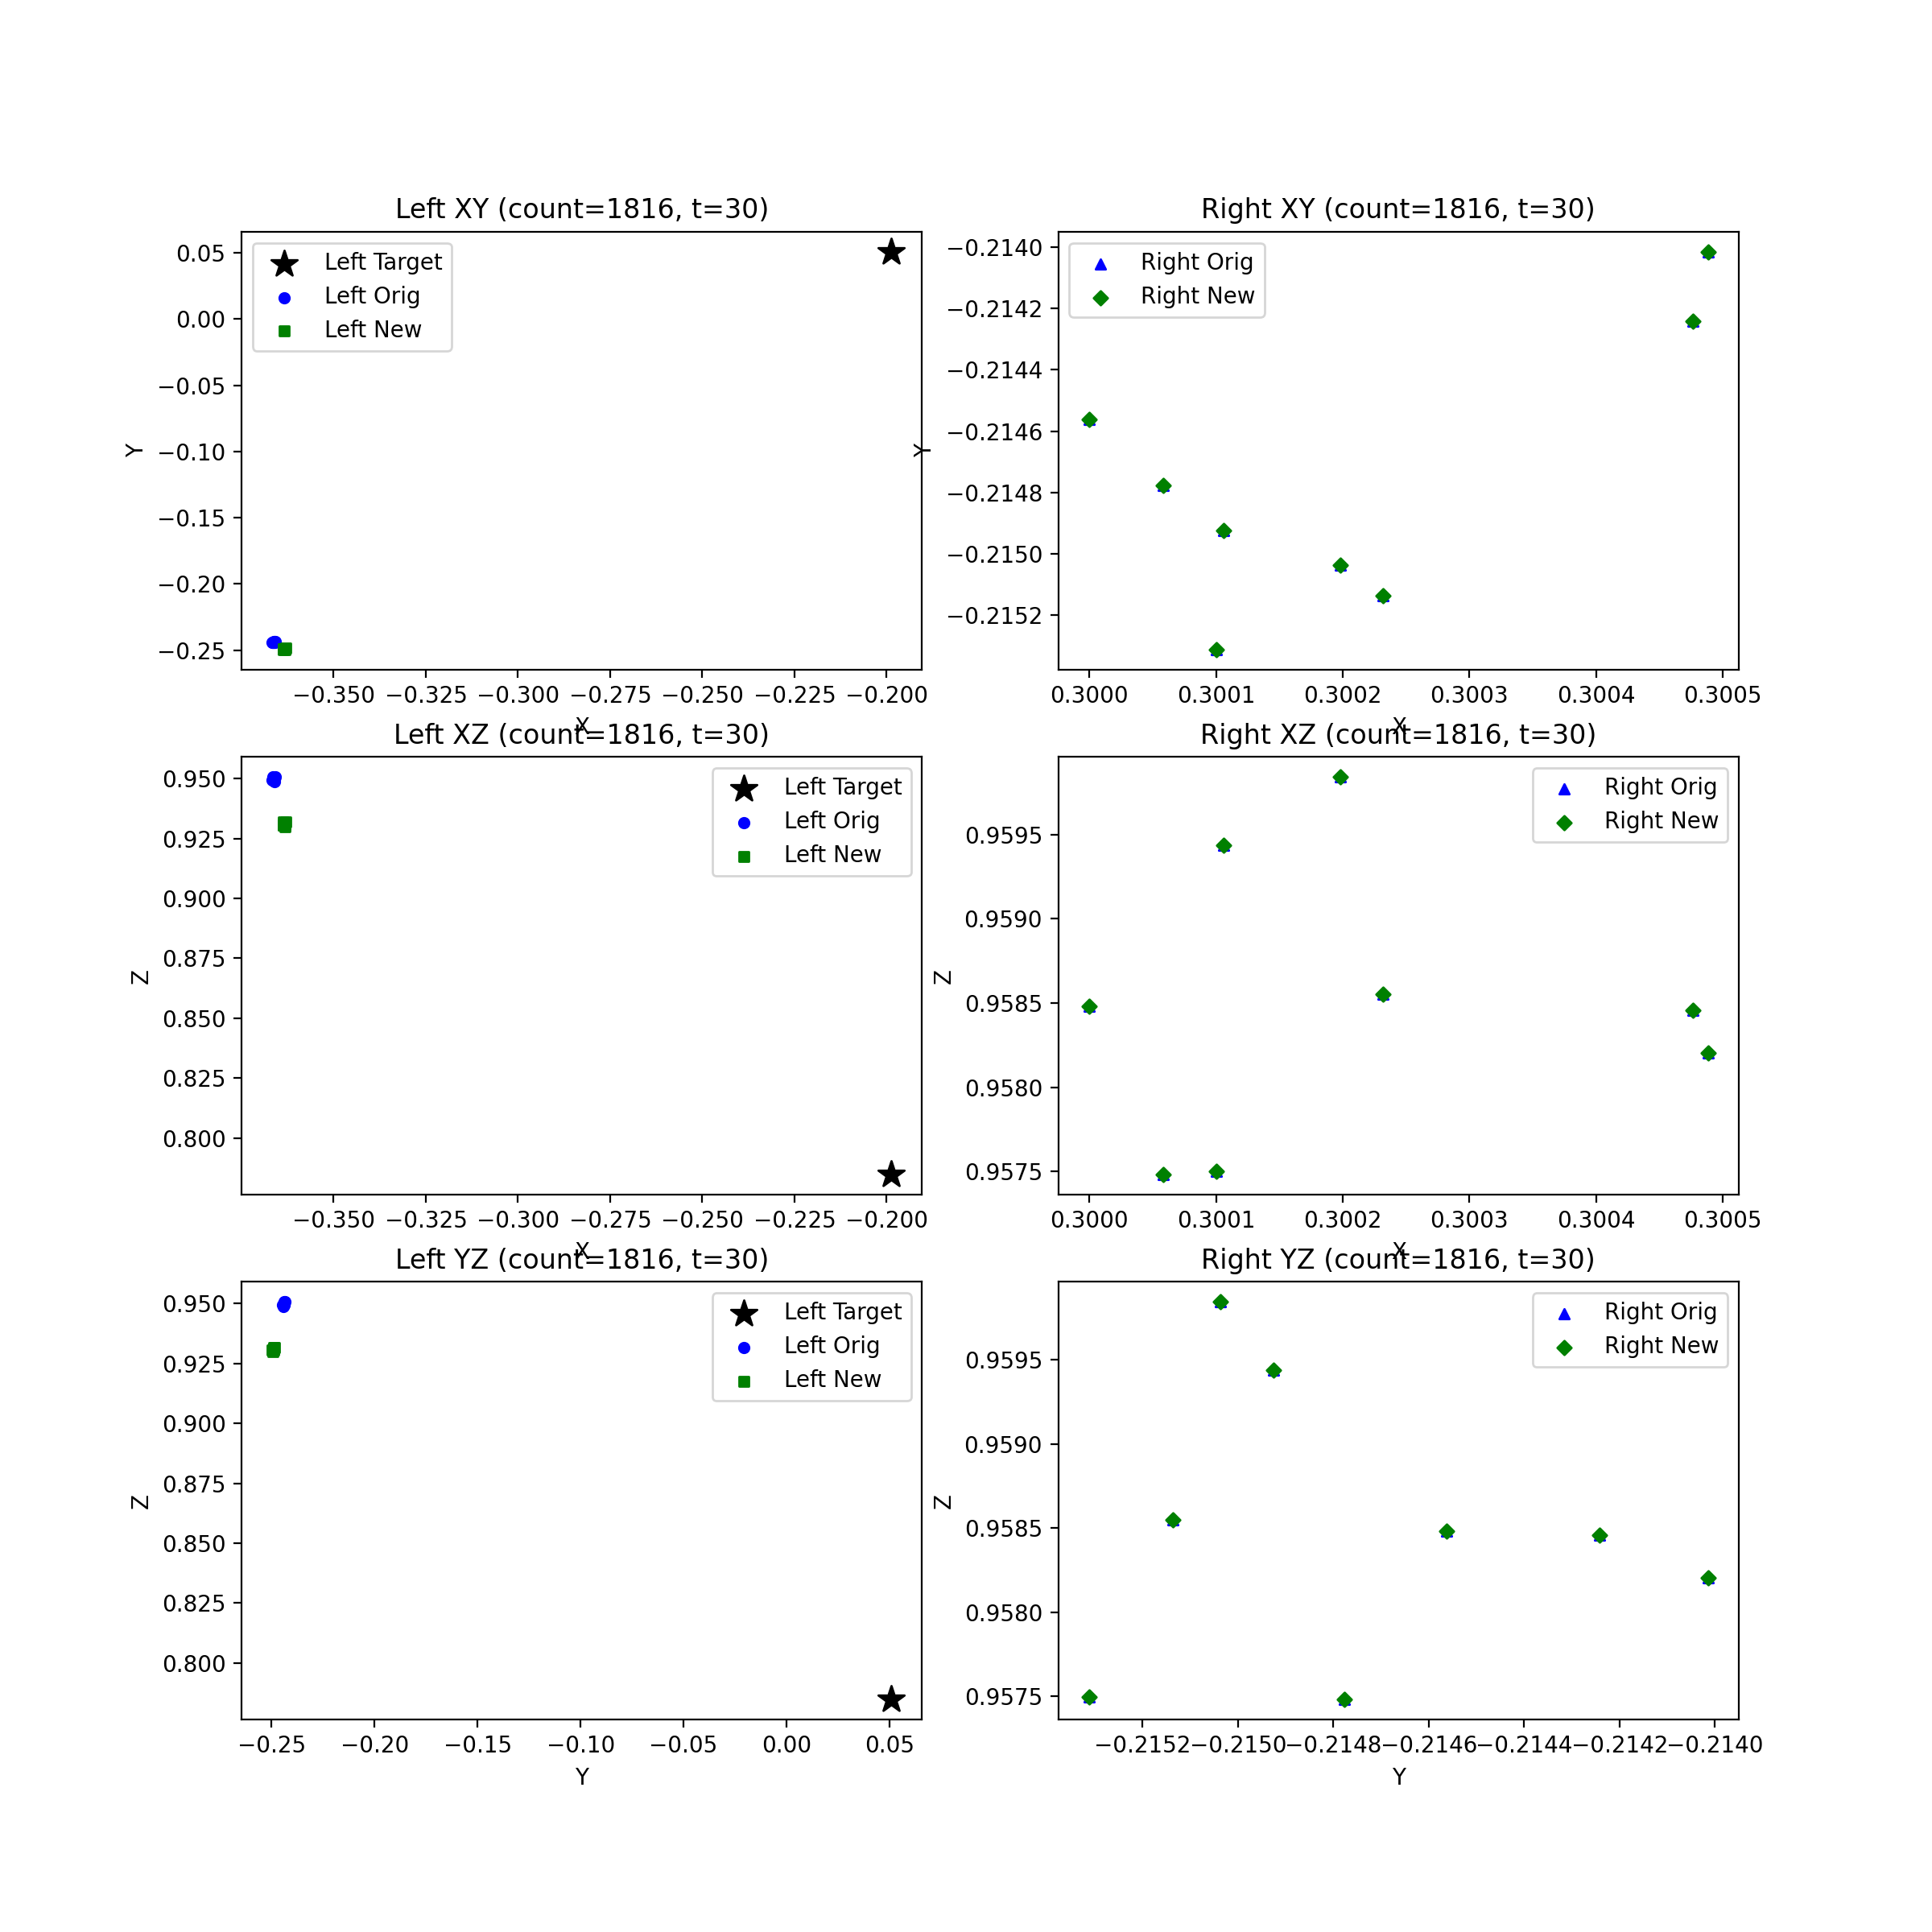 Left XY (count=1816, t=30)
Left Target
Left Orig
Left New
0.05
0.00
−0.05
−0.10
−0.15
−0.20
−0.25
Y
−0.350 −0.325 −0.300 −0.275 −0.250 −0.225 −0.200
X
Right XY (count=1816, t=30)
Right Orig
Right New
−0.2140
−0.2142
−0.2144
−0.2146
−0.2148
−0.2150
−0.2152
Y
0.3000 0.3001 0.3002 0.3003 0.3004 0.3005
X
Left XZ (count=1816, t=30)
Left Target
Left Orig
Left New
0.950
0.925
0.900
0.875
0.850
0.825
0.800
Z
−0.350 −0.325 −0.300 −0.275 −0.250 −0.225 −0.200
X
Right XZ (count=1816, t=30)
Right Orig
Right New
0.9595
0.9590
0.9585
0.9580
0.9575
Z
0.3000 0.3001 0.3002 0.3003 0.3004 0.3005
X
Left YZ (count=1816, t=30)
Left Target
Left Orig
Left New
0.950
0.925
0.900
0.875
0.850
0.825
0.800
Z
−0.25 −0.20 −0.15 −0.10 −0.05 0.00 0.05
Y
Right YZ (count=1816, t=30)
Right Orig
Right New
0.9595
0.9590
0.9585
0.9580
0.9575
Z
−0.2152 −0.2150 −0.2148 −0.2146 −0.2144 −0.2142 −0.2140
Y